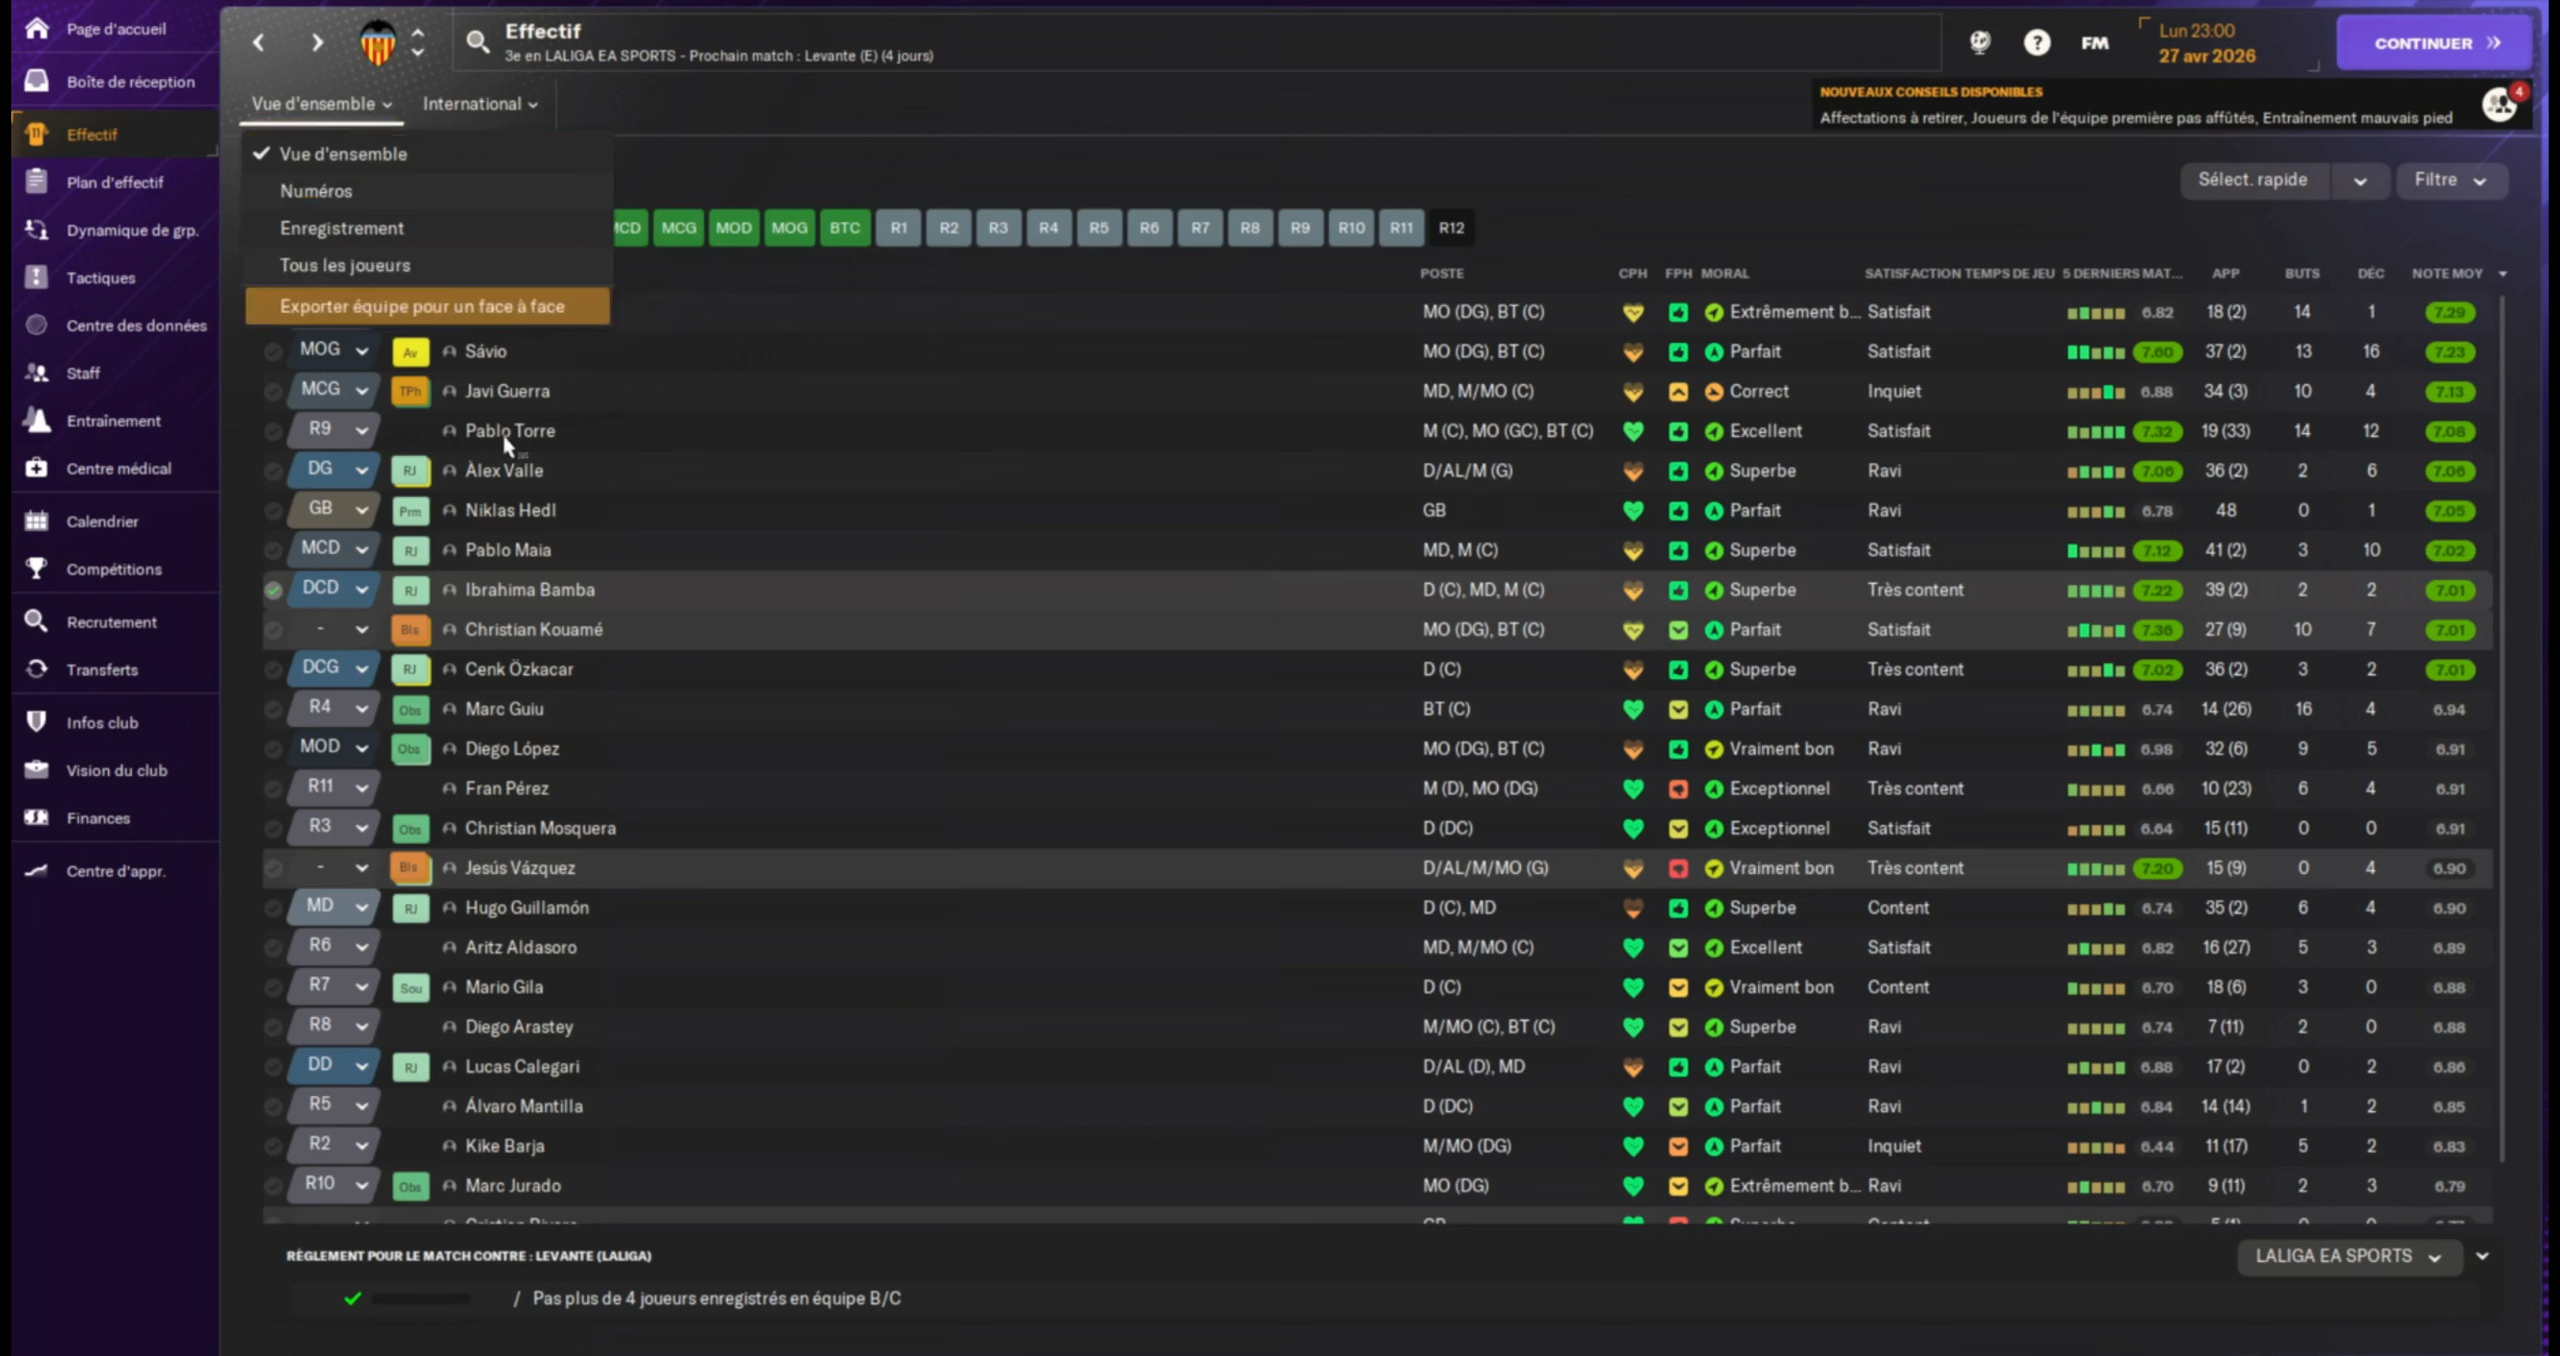 Page d'accueil
Boîte de réception
Effectif
Plan d'effectif
Dynamique de grp.
Tactiques
Centre des données
Staff
Entraînement
Centre médical
Calendrier
Compétitions
Recrutement
Transferts
Infos club
Vision du club
Finances
Centre d'appr.
Effectif
3e en LALIGA EA SPORTS - Prochain match : Levante (E) (4 jours)
? FM
Lun 23:00
27 avr 2026
CONTINUER
Vue d'ensemble International
NOUVEAUX CONSEILS DISPONIBLES
Affectations à retirer, Joueurs de l'équipe première pas affûtés, Entraînement mauvais pied
4
Vue d'ensemble
Numéros
Enregistrement
Tous les joueurs
Exporter équipe pour un face à face
Sélect. rapide Filtre
MCD MCG MOD MOG BTC R1 R2 R3 R4 R5 R6 R7 R8 R9 R10 R11 R12
POSTE CPH FPH MORAL SATISFACTION TEMPS DE JEU 5 DERNIERS MAT... APP BUTS DÉC NOTE MOY
MO (DG), BT (C) Extrêmement b... Satisfait 6.82 18 (2) 14 1 7.29
MOG Av Sávio MO (DG), BT (C) Parfait Satisfait 7.60 37 (2) 13 16 7.23
MCG TPh Javi Guerra MD, M/MO (C) Correct Inquiet 6.88 34 (3) 10 4 7.13
R9 Pablo Torre M (C), MO (GC), BT (C) Excellent Satisfait 7.32 19 (33) 14 12 7.08
DG RJ Àlex Valle D/AL/M (G) Superbe Ravi 7.06 36 (2) 2 6 7.06
GB Prm Niklas Hedl GB Parfait Ravi 6.78 48 0 1 7.05
MCD RJ Pablo Maia MD, M (C) Superbe Satisfait 7.12 41 (2) 3 10 7.02
DCD RJ Ibrahima Bamba D (C), MD, M (C) Superbe Très content 7.22 39 (2) 2 2 7.01
- Bls Christian Kouamé MO (DG), BT (C) Parfait Satisfait 7.36 27 (9) 10 7 7.01
DCG RJ Cenk Özkacar D (C) Superbe Très content 7.02 36 (2) 3 2 7.01
R4 Obs Marc Guiu BT (C) Parfait Ravi 6.74 14 (26) 16 4 6.94
MOD Obs Diego López MO (DG), BT (C) Vraiment bon Ravi 6.98 32 (6) 9 5 6.91
R11 Fran Pérez M (D), MO (DG) Exceptionnel Très content 6.66 10 (23) 6 4 6.91
R3 Obs Christian Mosquera D (DC) Exceptionnel Satisfait 6.64 15 (11) 0 0 6.91
- Bls Jesús Vázquez D/AL/M/MO (G) Vraiment bon Très content 7.20 15 (9) 0 4 6.90
MD RJ Hugo Guillamón D (C), MD Superbe Content 6.74 35 (2) 6 4 6.90
R6 Aritz Aldasoro MD, M/MO (C) Excellent Satisfait 6.82 16 (27) 5 3 6.89
R7 Sou Mario Gila D (C) Vraiment bon Content 6.70 18 (6) 3 0 6.88
R8 Diego Arastey M/MO (C), BT (C) Superbe Ravi 6.74 7 (11) 2 0 6.88
DD RJ Lucas Calegari D/AL (D), MD Parfait Ravi 6.88 17 (2) 0 2 6.86
R5 Álvaro Mantilla D (DC) Parfait Ravi 6.84 14 (14) 1 2 6.85
R2 Kike Barja M/MO (DG) Parfait Inquiet 6.44 11 (17) 5 2 6.83
R10 Obs Marc Jurado MO (DG) Extrêmement b... Ravi 6.70 9 (11) 2 3 6.79
RÈGLEMENT POUR LE MATCH CONTRE : LEVANTE (LALIGA)
LALIGA EA SPORTS
/ Pas plus de 4 joueurs enregistrés en équipe B/C